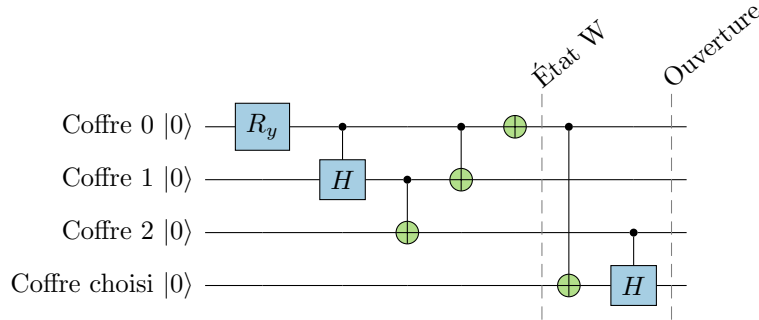 État W
Ouverture
Coffre 0 |0⟩
R_y
Coffre 1 |0⟩
H
Coffre 2 |0⟩
Coffre choisi |0⟩
H